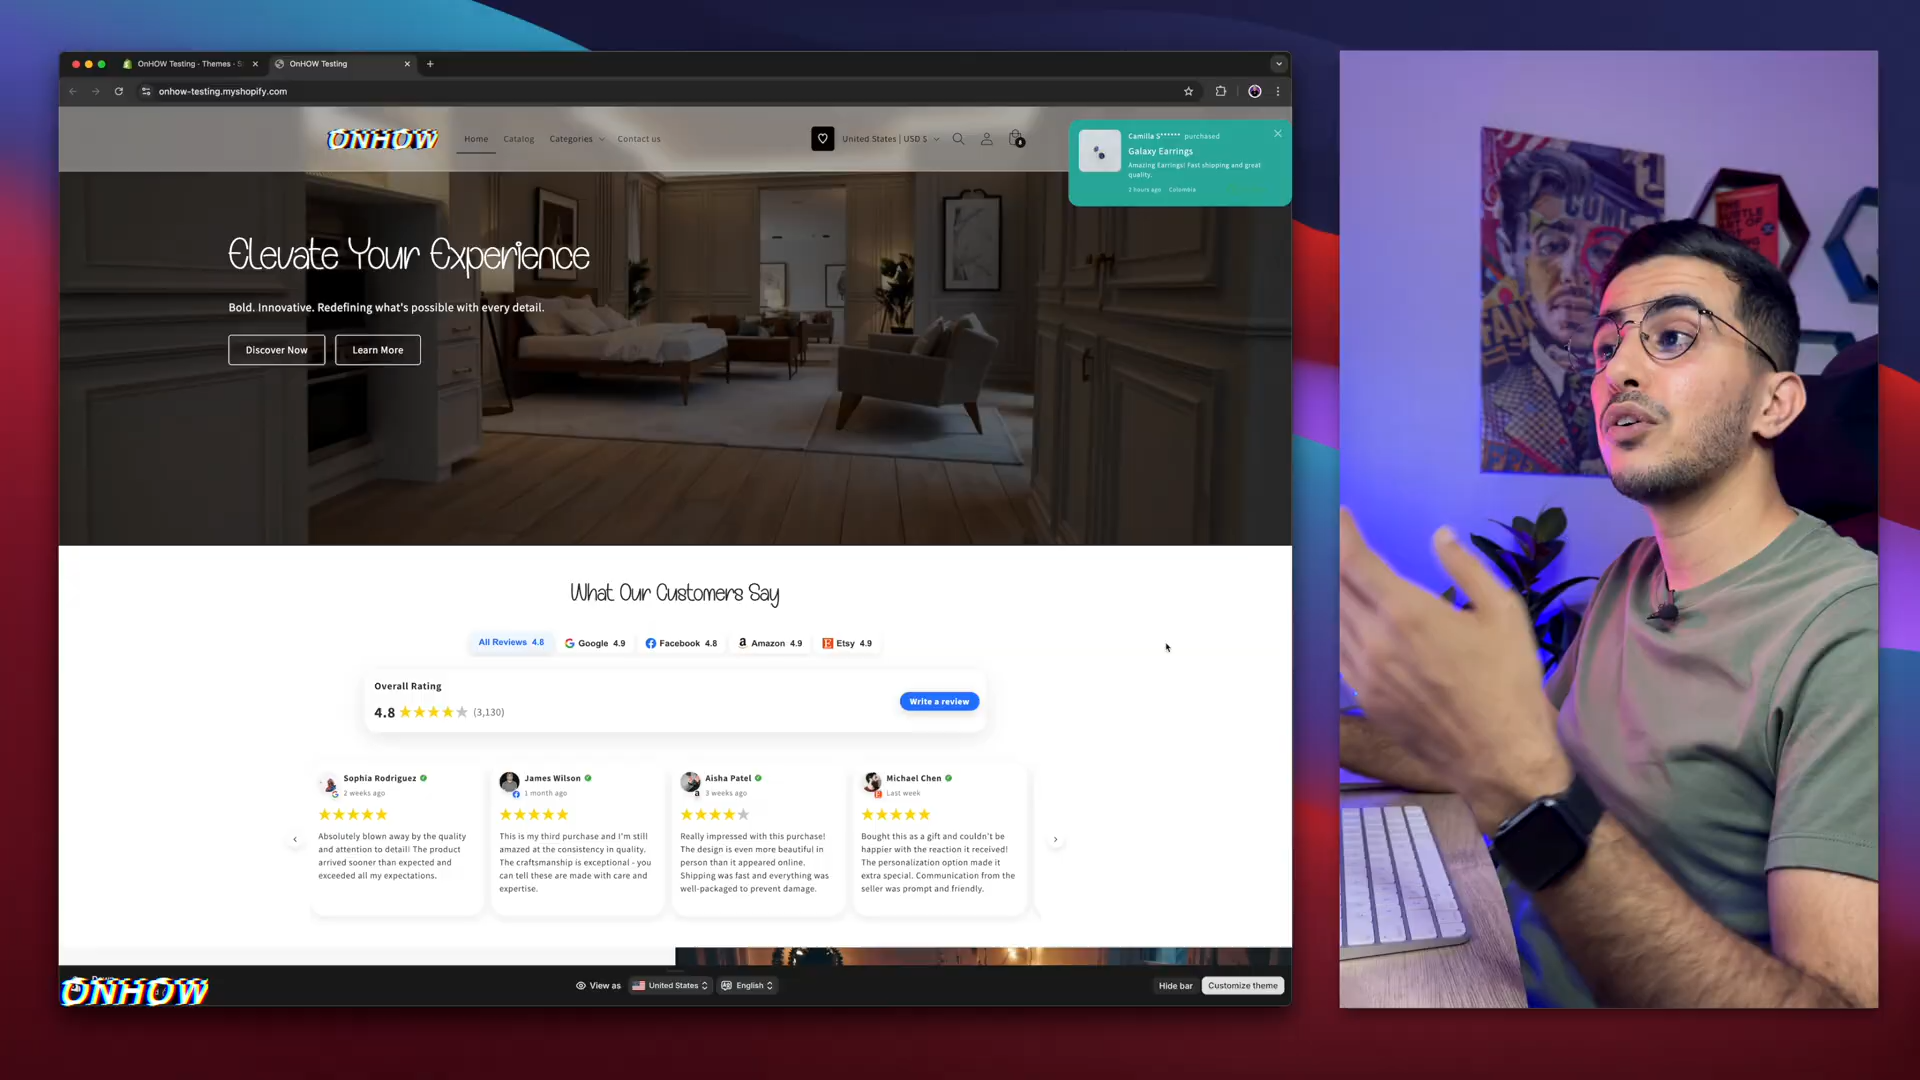 OnHOW Testing - Themes - S
OnHOW Testing
onhow-testing.myshopify.com
ONHOW
Home
Catalog
Categories
Contact us
United States | USD $
Camilla S****** purchased
Galaxy Earrings
Amazing Earrings! Fast shipping and great
quality.
2 hours ago Colombia
Elevate Your Experience
Bold. Innovative. Redefining what's possible with every detail.
Discover Now
Learn More
What Our Customers Say
All Reviews 4.8
Google 4.9
Facebook 4.8
Amazon 4.9
Etsy 4.9
Overall Rating
4.8 (3,130)
Write a review
Sophia Rodriguez
2 weeks ago
Absolutely blown away by the quality
and attention to detail! The product
arrived sooner than expected and
exceeded all my expectations.
James Wilson
1 month ago
This is my third purchase and I'm still
amazed at the consistency in quality.
The craftsmanship is exceptional - you
can tell these are made with care and
expertise.
Aisha Patel
3 weeks ago
Really impressed with this purchase!
The design is even more beautiful in
person than it appeared online.
Shipping was fast and everything was
well-packaged to prevent damage.
Michael Chen
Last week
Bought this as a gift and couldn't be
happier with the reaction it received!
The personalization option made it
extra special. Communication from the
seller was prompt and friendly.
ONHOW
View as
United States
English
Hide bar
Customize theme
COME
FAN
THE
SUBTLE